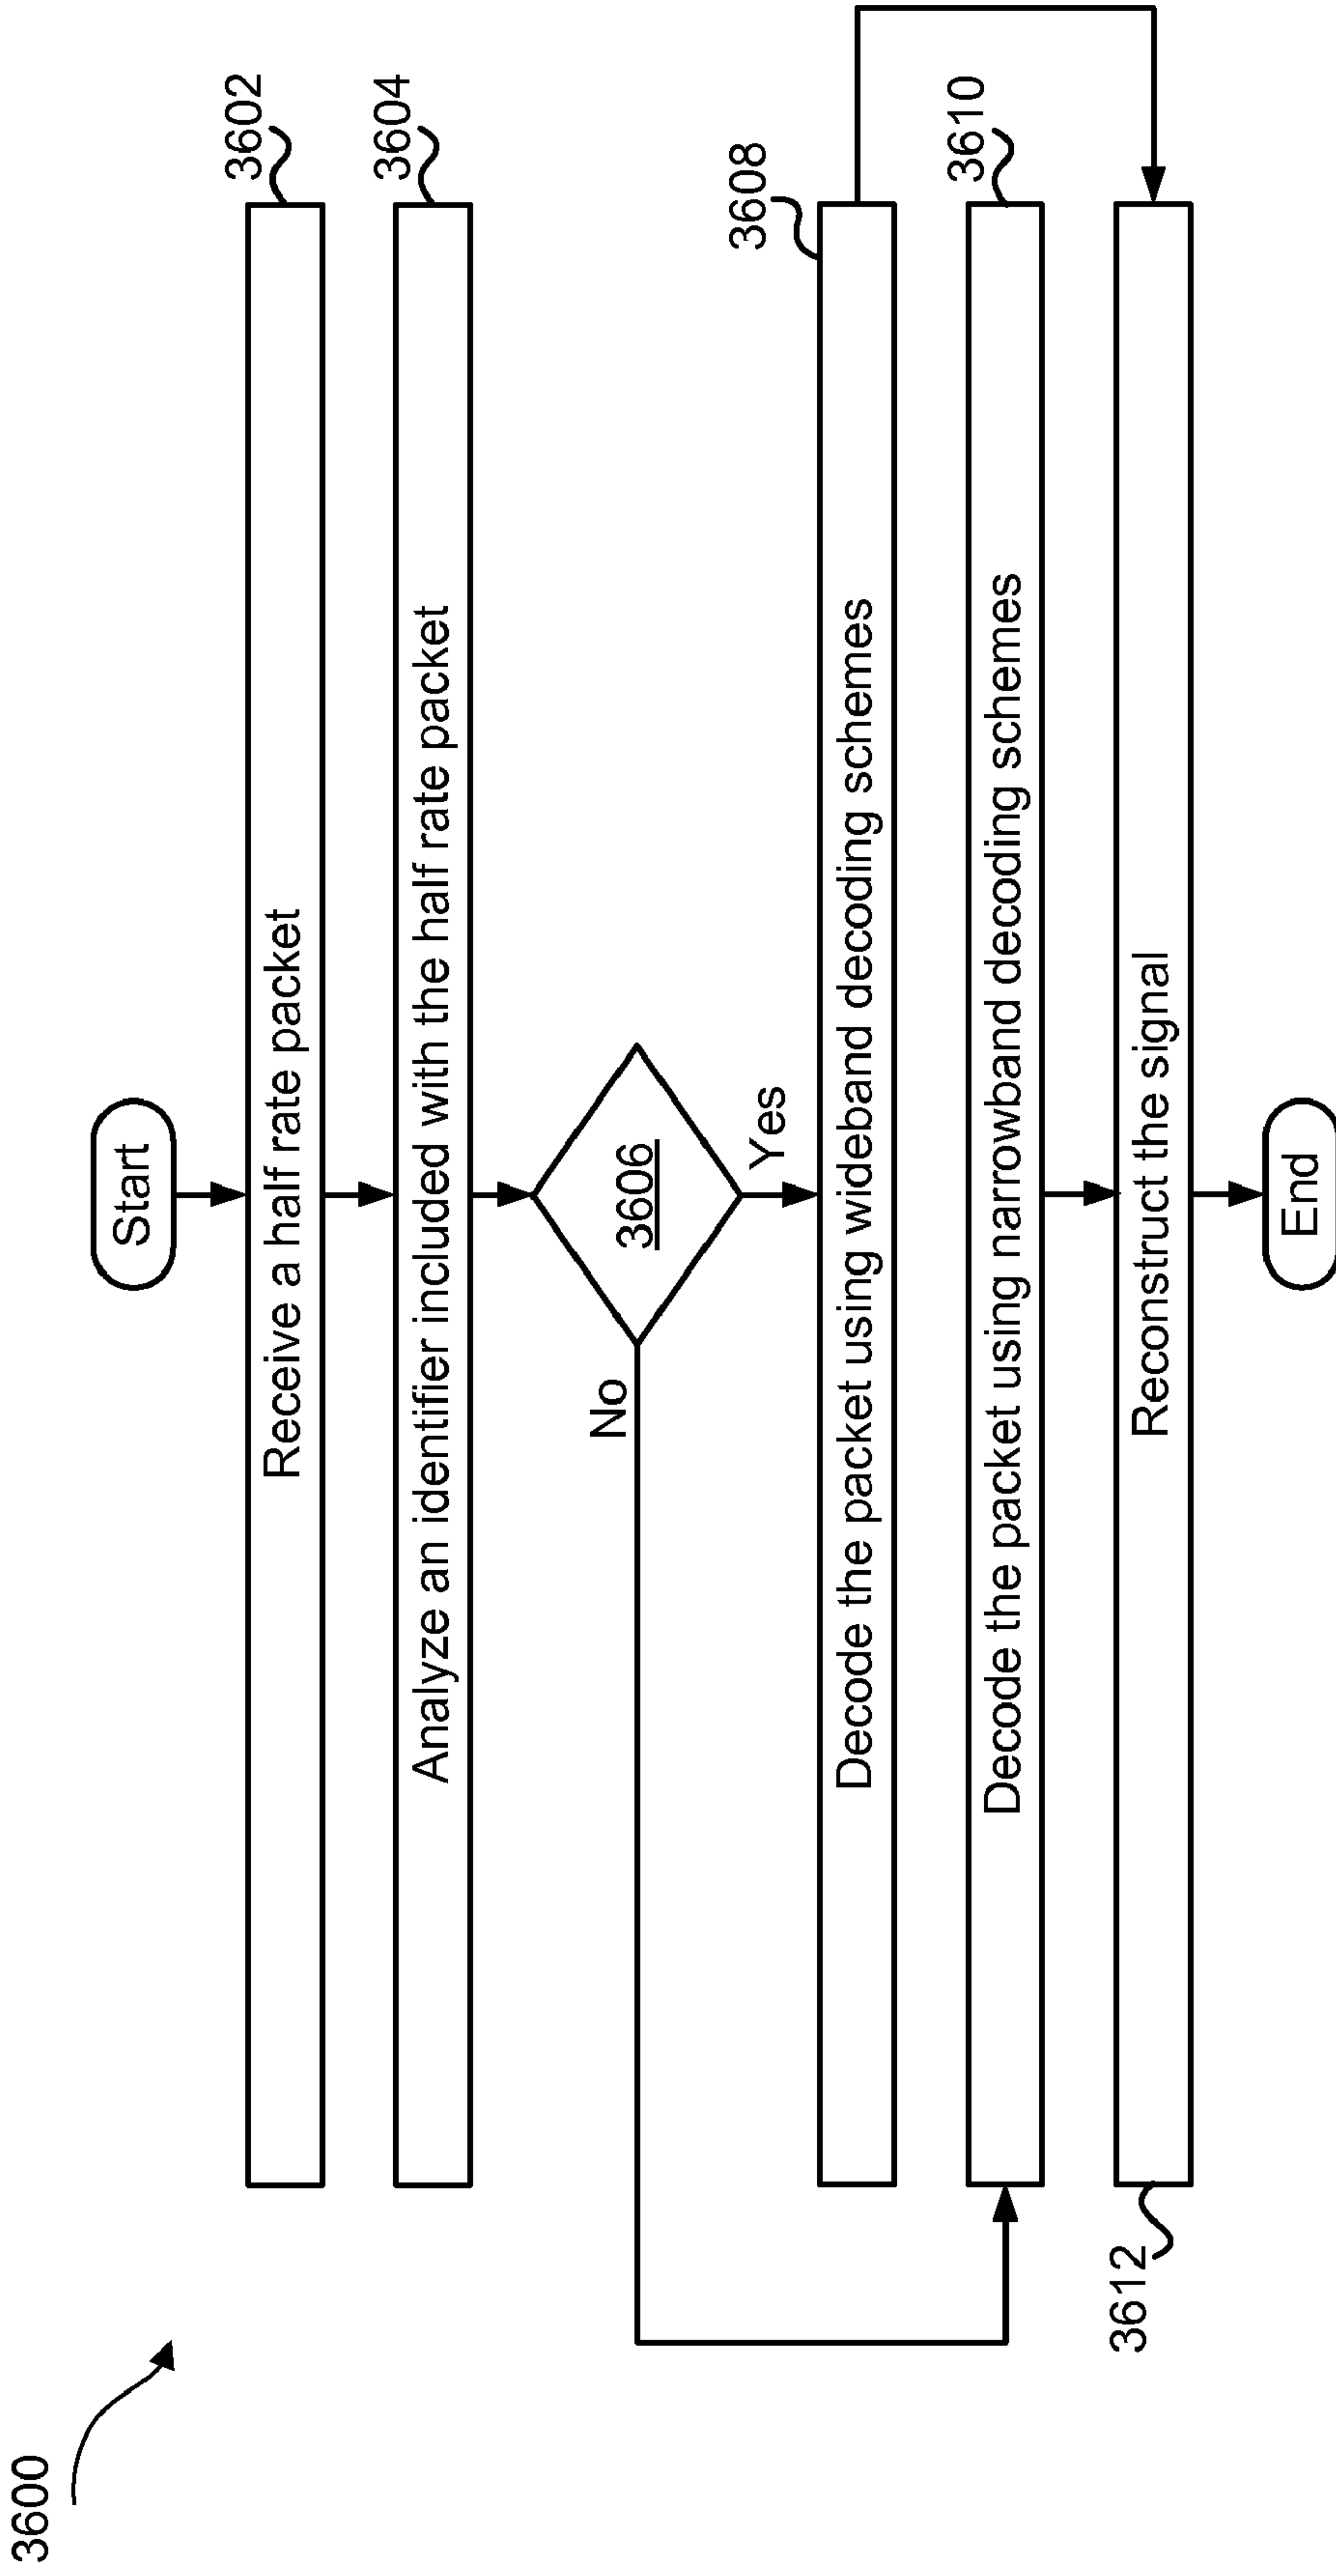 3600
Start
Receive a half rate packet
3602
Analyze an identifier included with the half rate packet
3604
3606
No
Yes
Decode the packet using wideband decoding schemes
3608
Decode the packet using narrowband decoding schemes
3610
Reconstruct the signal
3612
End